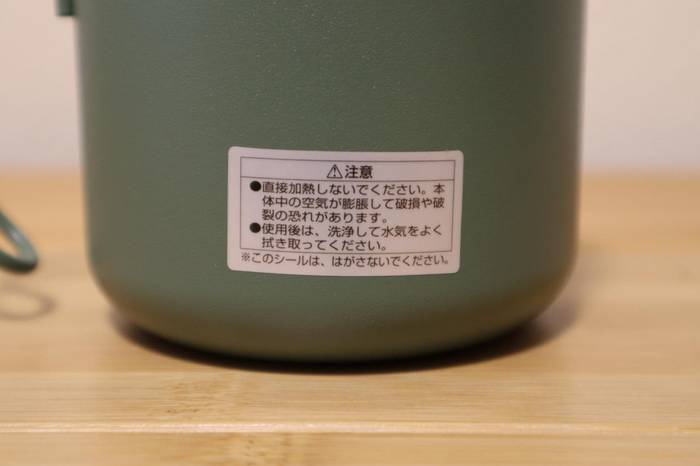 ⚠注意
●直接加熱しないでください。本
体中の空気が膨脹して破損や破
裂の恐れがあります。
●使用後は、洗浄して水気をよく
拭き取ってください。
※このシールは、はがさないでください。